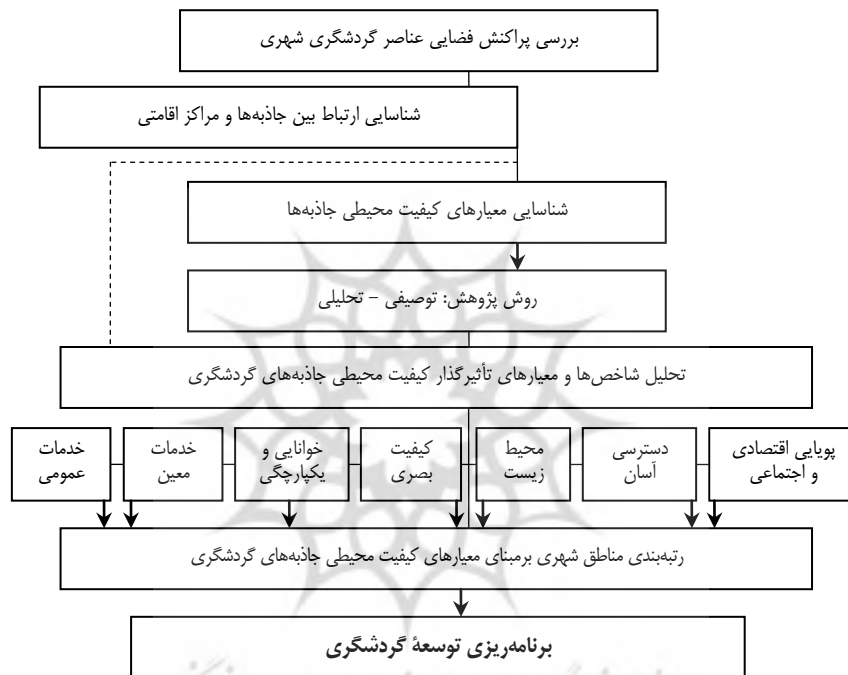 بررسی پراکنش فضایی عناصر گردشگری شهری
شناسایی ارتباط بین جاذبه‌ها و مراکز اقامتی
شناسایی معیارهای کیفیت محیطی جاذبه‌ها
روش پژوهش: توصیفی – تحلیلی
تحلیل شاخص‌ها و معیارهای تأثیرگذار کیفیت محیطی جاذبه‌های گردشگری
پویایی اقتصادی
و اجتماعی
دسترسی
آسان
محیط
زیست
کیفیت
بصری
خوانایی و
یکپارچگی
خدمات
معین
خدمات
عمومی
رتبه‌بندی مناطق شهری برمبنای معیارهای کیفیت محیطی جاذبه‌های گردشگری
برنامه‌ریزی توسعهٔ گردشگری